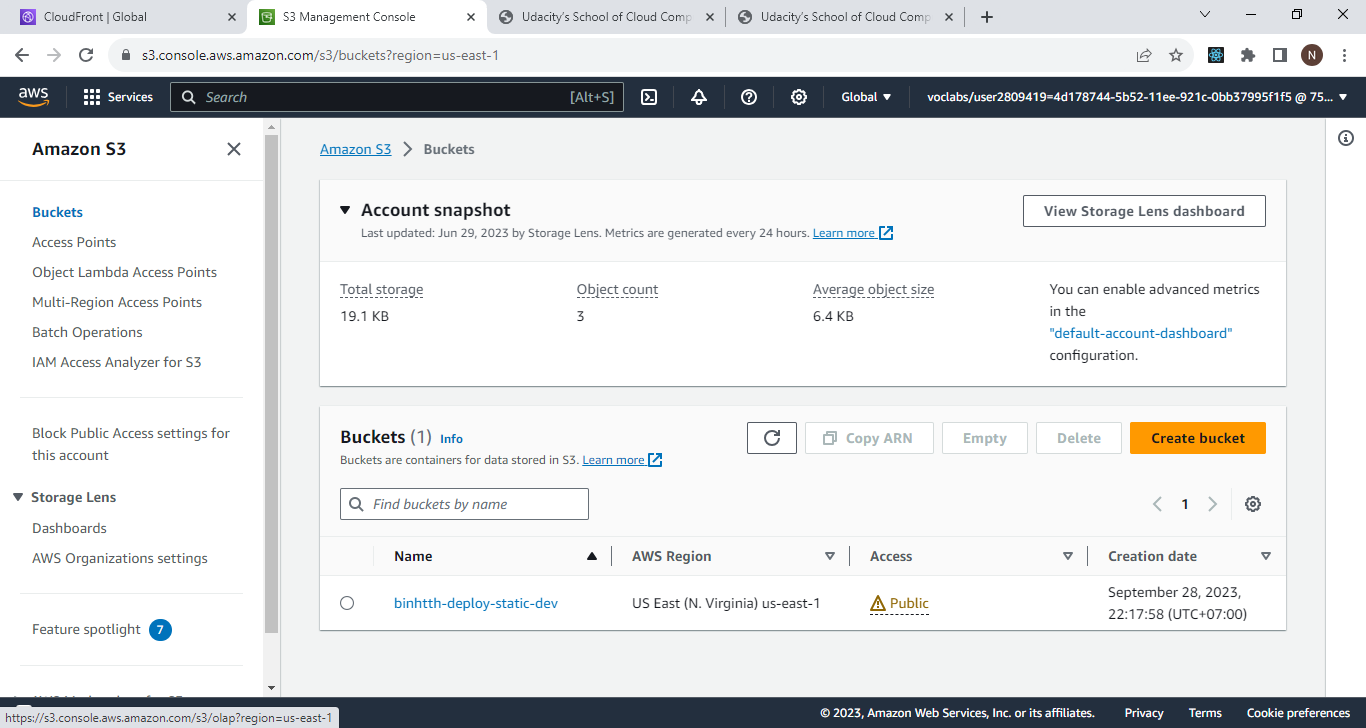 CloudFront | Global
S3 Management Console
Udacity's School of Cloud Comp
Udacity's School of Cloud Comp
s3.console.aws.amazon.com/s3/buckets?region=us-east-1
N
aws
Services
Search
[Alt+S]
Global
voclabs/user2809419=4d178744-5b52-11ee-921c-0bb37995f1f5 @ 75...
Amazon S3
Buckets
Access Points
Object Lambda Access Points
Multi-Region Access Points
Batch Operations
IAM Access Analyzer for S3
Block Public Access settings for
this account
Storage Lens
Dashboards
AWS Organizations settings
Feature spotlight 7
Amazon S3 > Buckets
Account snapshot
Last updated: Jun 29, 2023 by Storage Lens. Metrics are generated every 24 hours. Learn more
View Storage Lens dashboard
Total storage
19.1 KB
Object count
3
Average object size
6.4 KB
You can enable advanced metrics
in the
"default-account-dashboard"
configuration.
Buckets (1) Info
Buckets are containers for data stored in S3. Learn more
Copy ARN
Empty
Delete
Create bucket
Find buckets by name
1
Name
AWS Region
Access
Creation date
binhtth-deploy-static-dev
US East (N. Virginia) us-east-1
Public
September 28, 2023,
22:17:58 (UTC+07:00)
https://s3.console.aws.amazon.com/s3/olap?region=us-east-1
© 2023, Amazon Web Services, Inc. or its affiliates.
Privacy
Terms
Cookie preferences